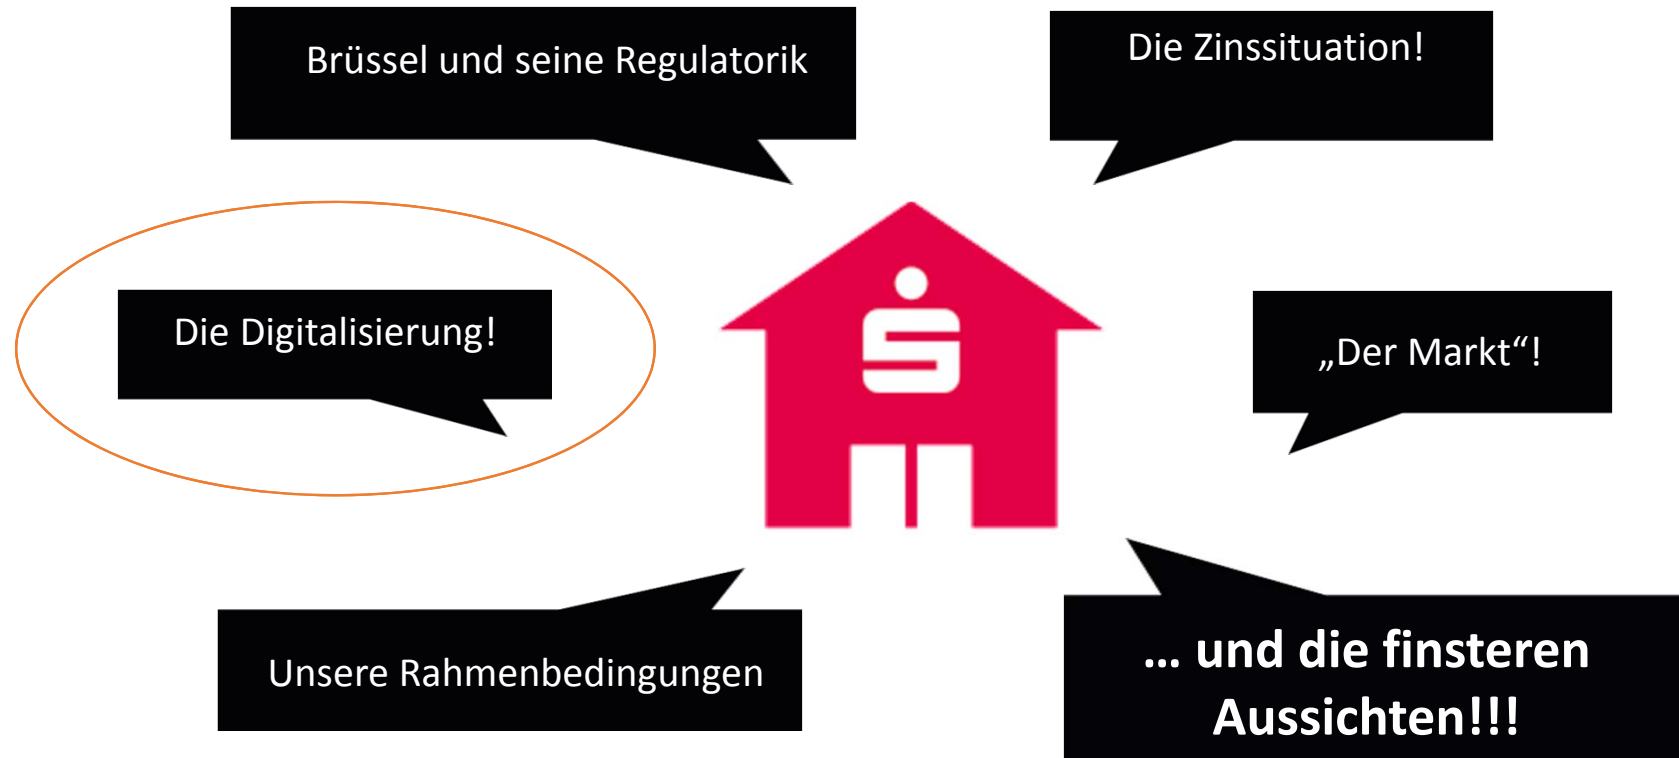 Brüssel und seine Regulatorik
Die Zinssituation!
Die Digitalisierung!
„Der Markt“!
Unsere Rahmenbedingungen
... und die finsteren
Aussichten!!!